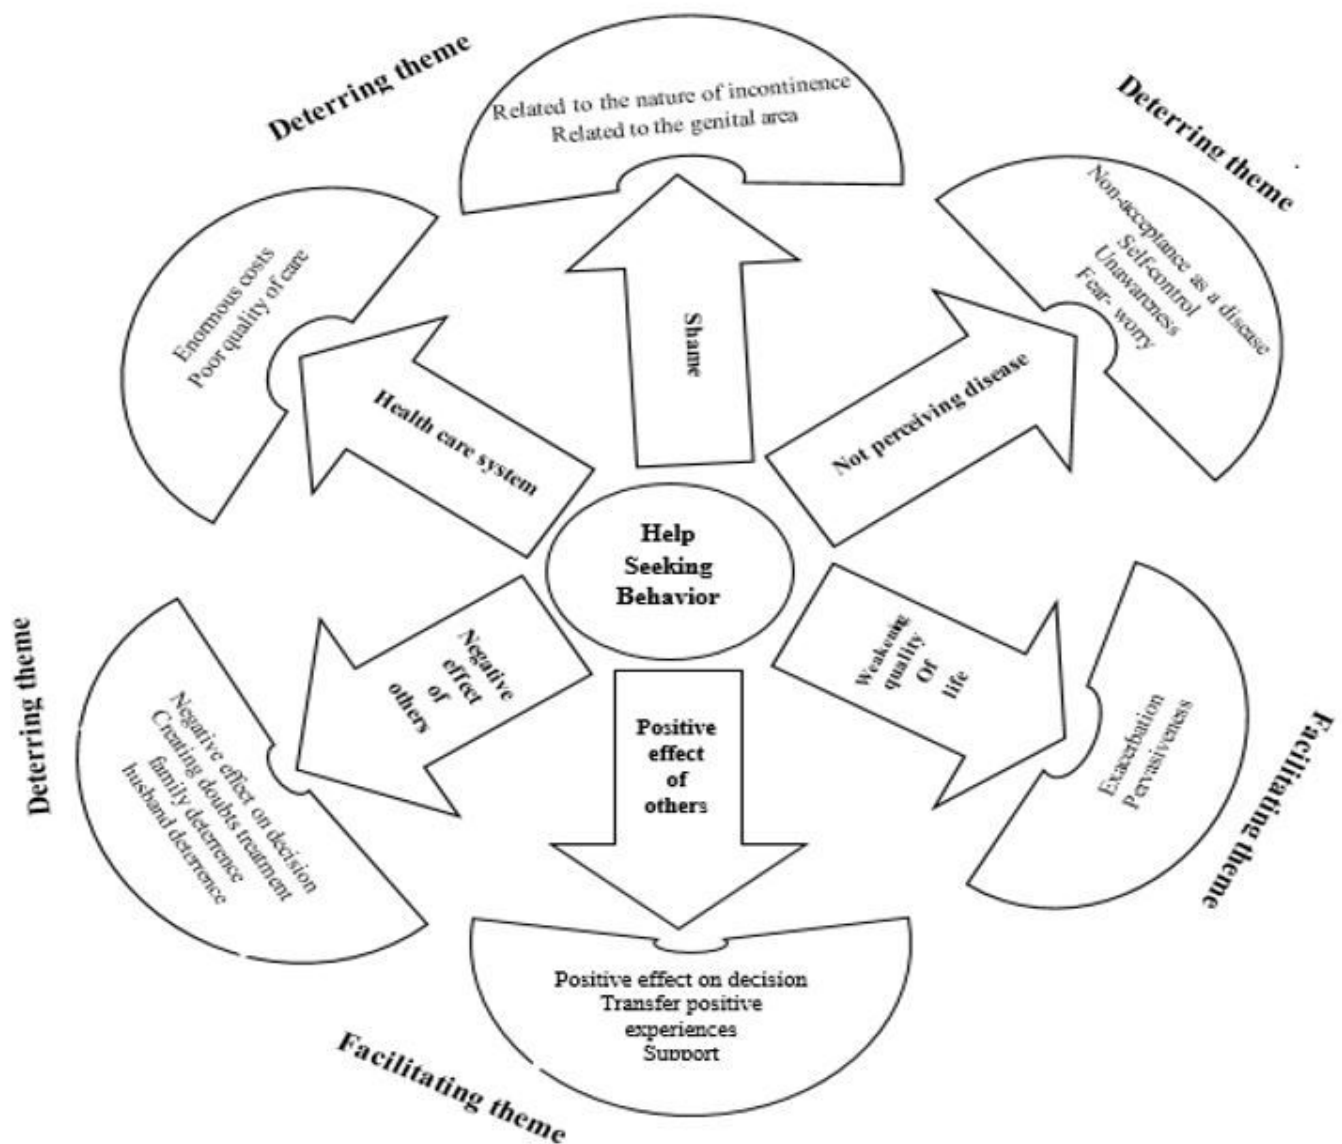 Deterring theme
Related to the nature of incontinence
Related to the genital area
Shame
Deterring theme
Non-acceptance as a disease
Self-control
Unawareness
Fear- worry
Not perceiving disease
Enormous costs
Poor quality of care
Health care system
Help
Seeking
Behavior
Deterring theme
Negative effect on decision
Creating doubts treatment
family deterrence
husband deterrence
Negative
effect
of
others
Positive
effect
of
others
Positive effect on decision
Transfer positive
experiences
Support
Facilitating theme
Weakening
quality
Of
life
Exacerbation
Pervasiveness
Facilitating theme